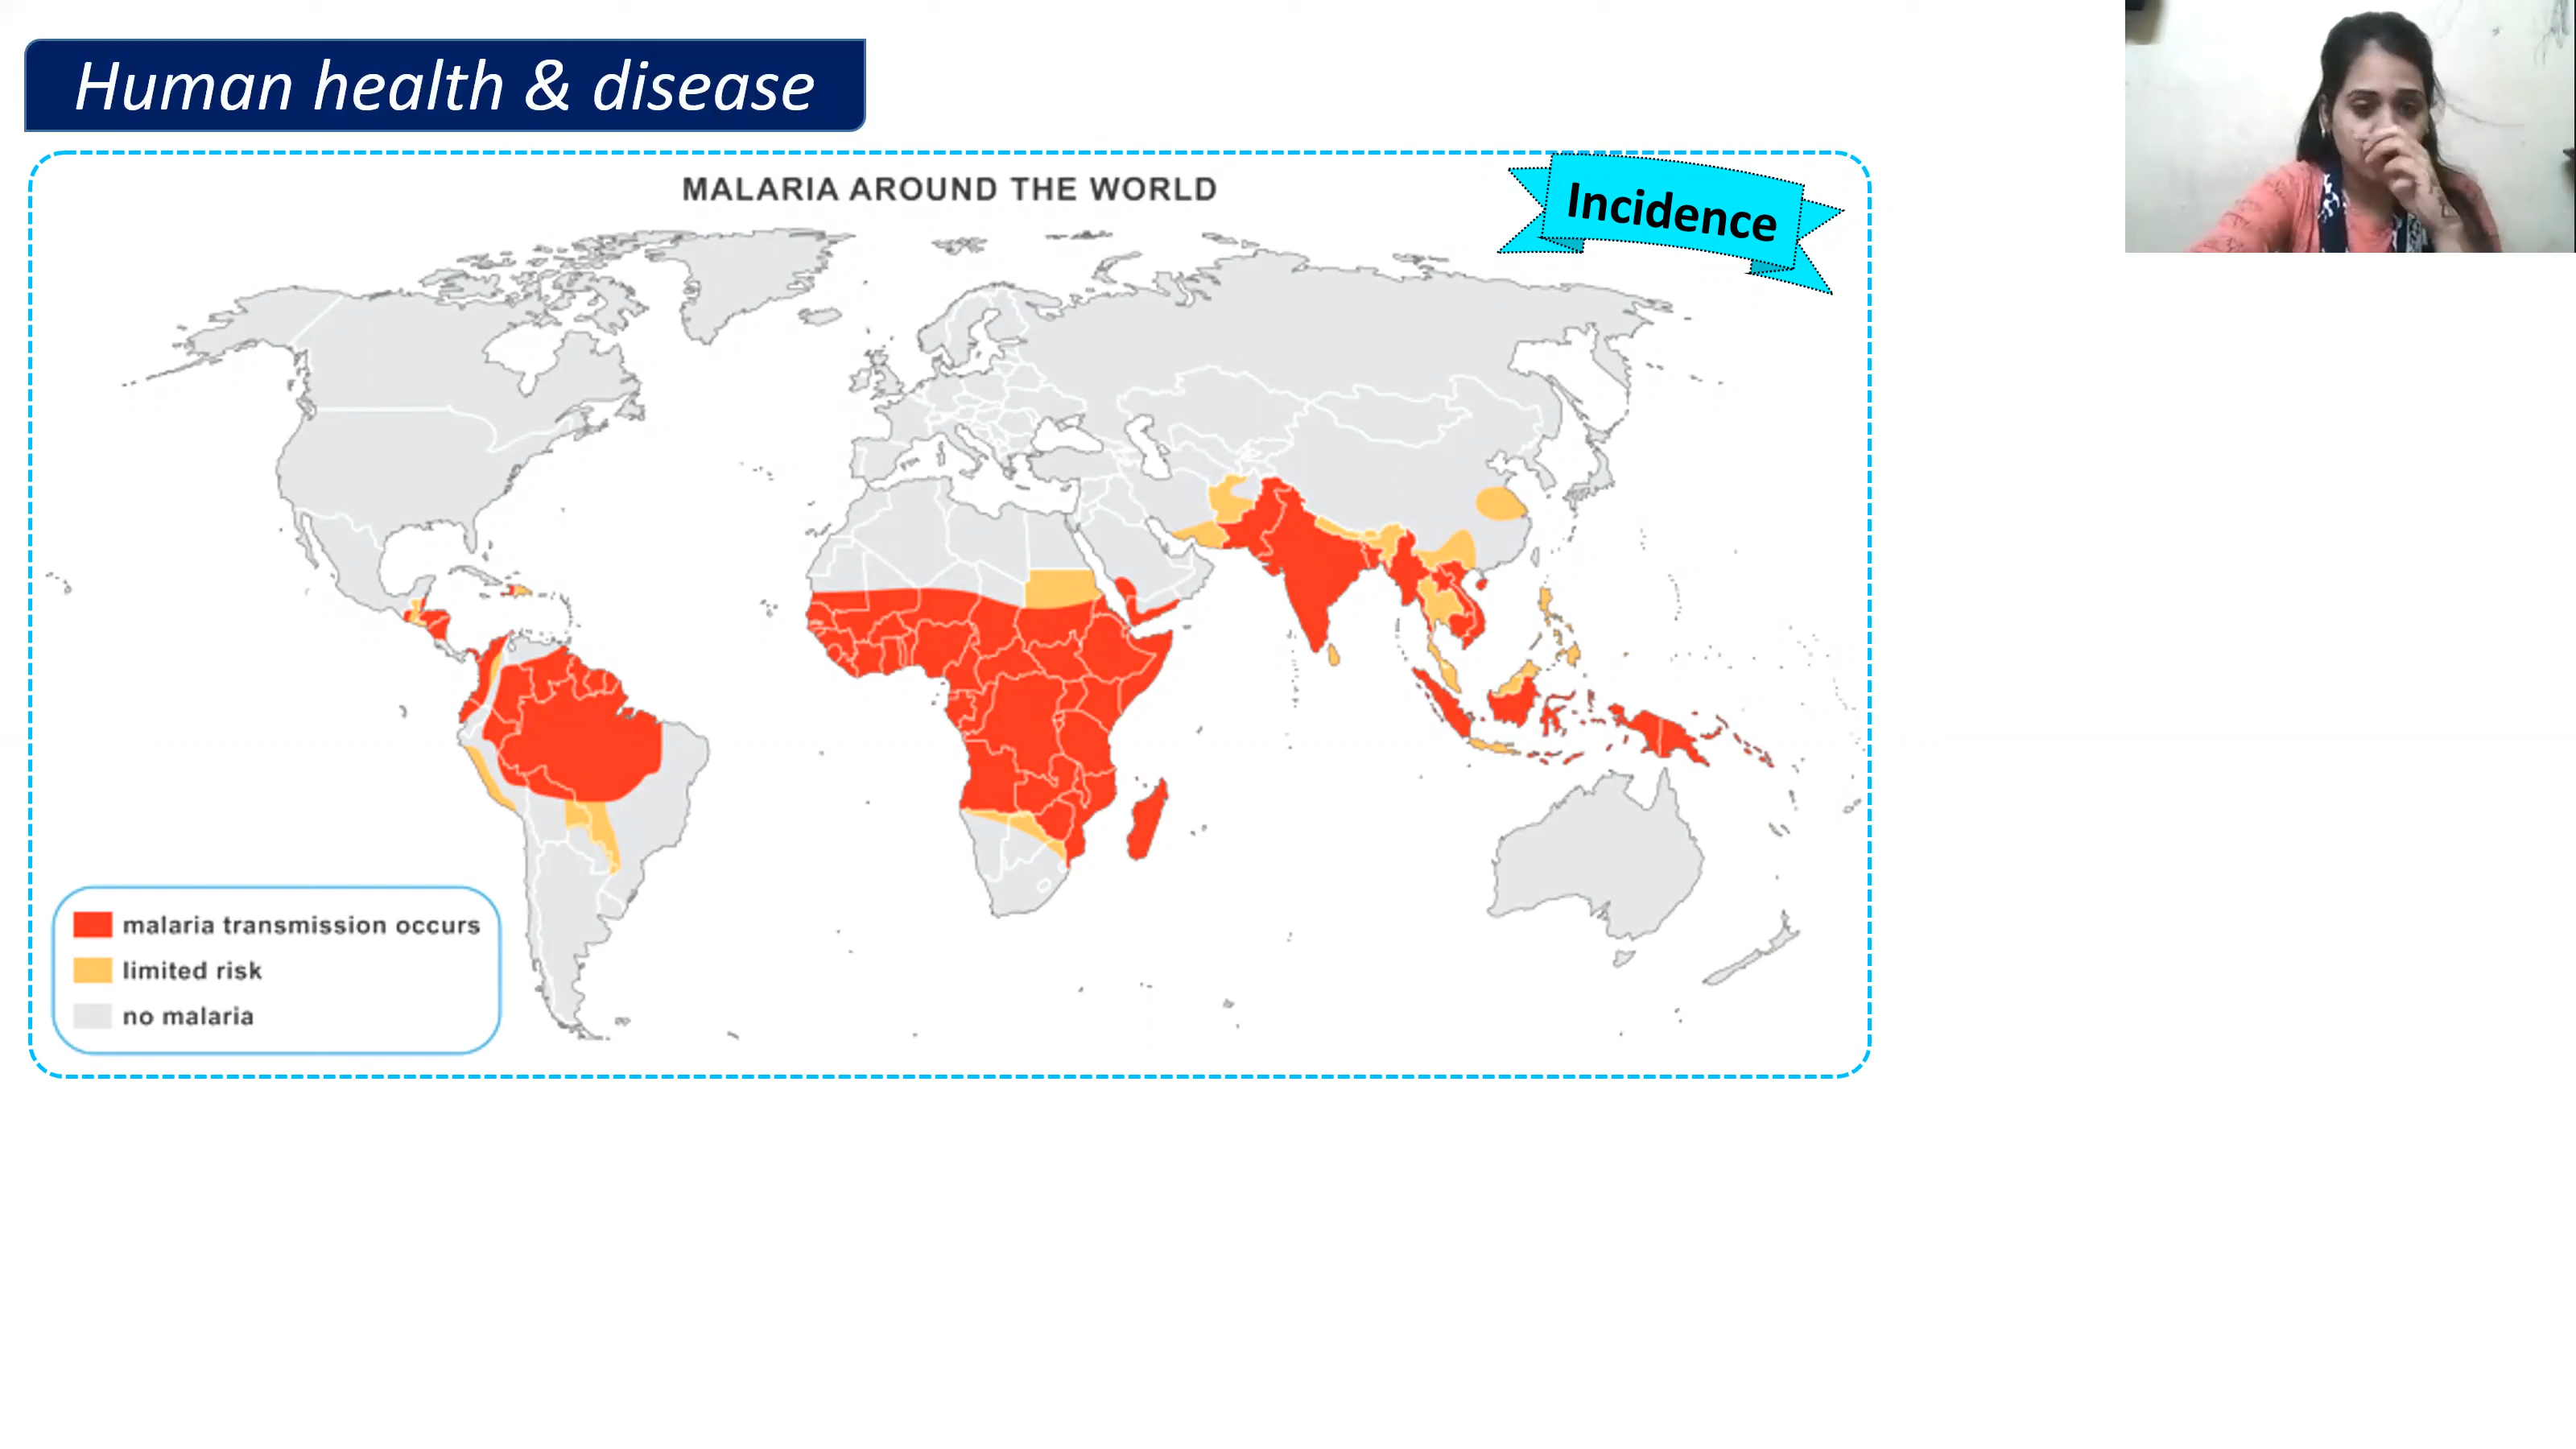 Human health & disease
MALARIA AROUND THE WORLD
Incidence
malaria transmission occurs
limited risk
no malaria